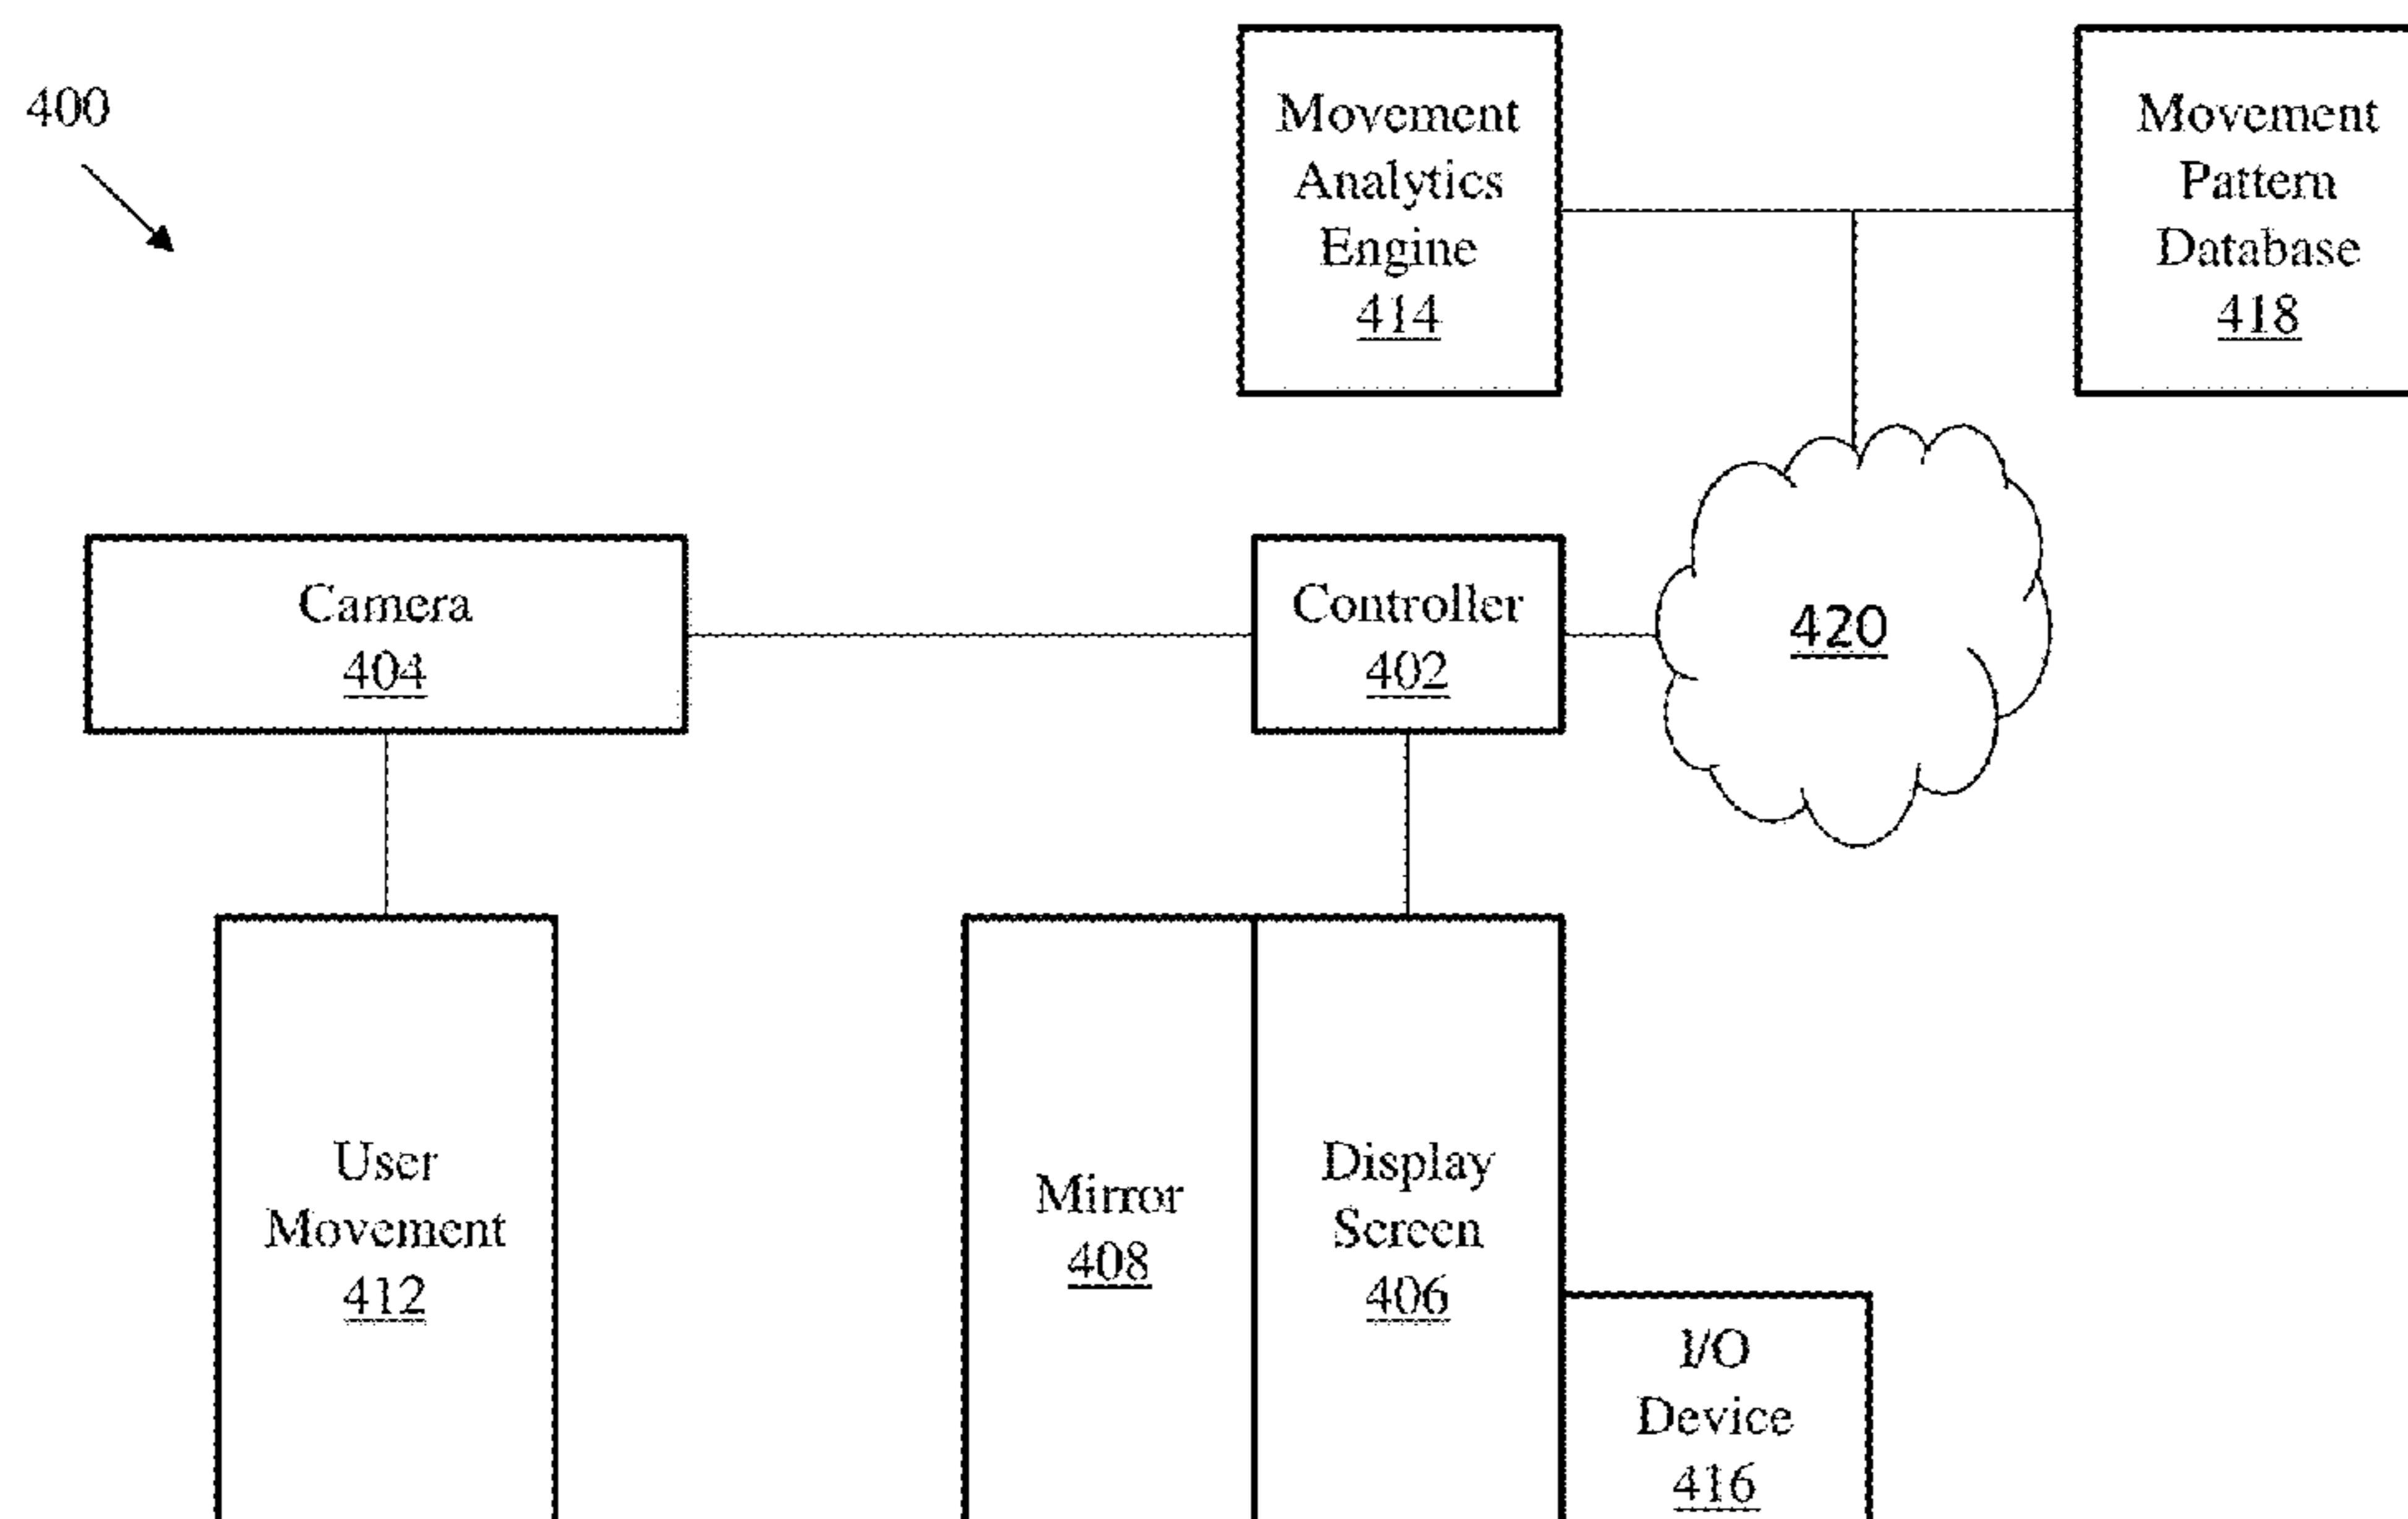 400
Movement
Analytics
Engine
414
Movement
Pattern
Database
418
Camera
404
Controller
402
420
User
Movement
412
Mirror
408
Display
Screen
406
I/O
Device
416